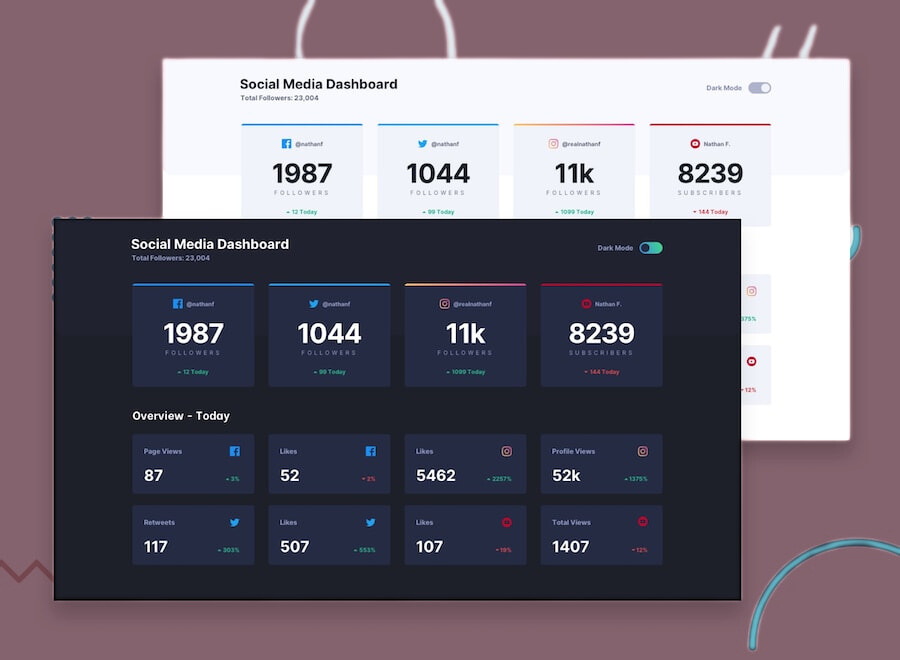 Social Media Dashboard
Total Followers: 23,004
Dark Mode
@nathanf
1987
FOLLOWERS
12 Today
@nathanf
1044
FOLLOWERS
99 Today
@realnathanf
11k
FOLLOWERS
1099 Today
Nathan F.
8239
SUBSCRIBERS
144 Today
375%
12%
Social Media Dashboard
Total Followers: 23,004
Dark Mode
@nathanf
1987
FOLLOWERS
12 Today
@nathanf
1044
FOLLOWERS
99 Today
@realnathanf
11k
FOLLOWERS
1099 Today
Nathan F.
8239
SUBSCRIBERS
144 Today
Overview - Today
Page Views
87
3%
Likes
52
2%
Likes
5462
2257%
Profile Views
52k
1375%
Retweets
117
303%
Likes
507
553%
Likes
107
19%
Total Views
1407
12%